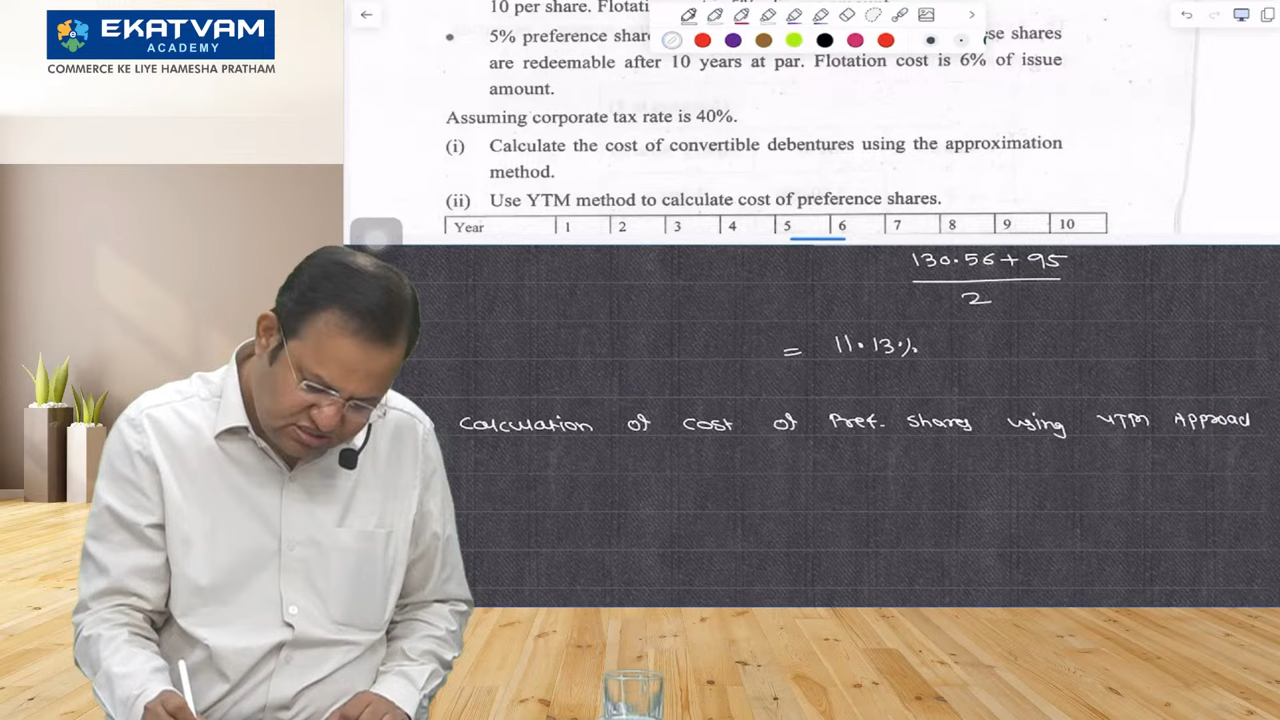 EKATVAM
ACADEMY
COMMERCE KE LIYE HAMESHA PRATHAM
10 per share. Flotati
5% preference shar
se shares
are redeemable after 10 years at par. Flotation cost is 6% of issue
amount.
Assuming corporate tax rate is 40%.
(i) Calculate the cost of convertible debentures using the approximation
method.
(ii) Use YTM method to calculate cost of preference shares.
Year 1 2 3 4 5 6 7 8 9 10
130.56 + 95
2
= 11.13%
Calculation of cost of Pref. Shares using YTM Approad